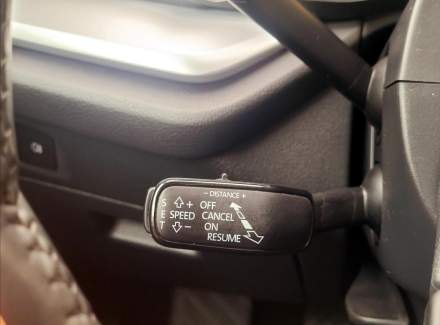 − DISTANCE +
S + OFF
E SPEED CANCEL
T − ON
RESUME